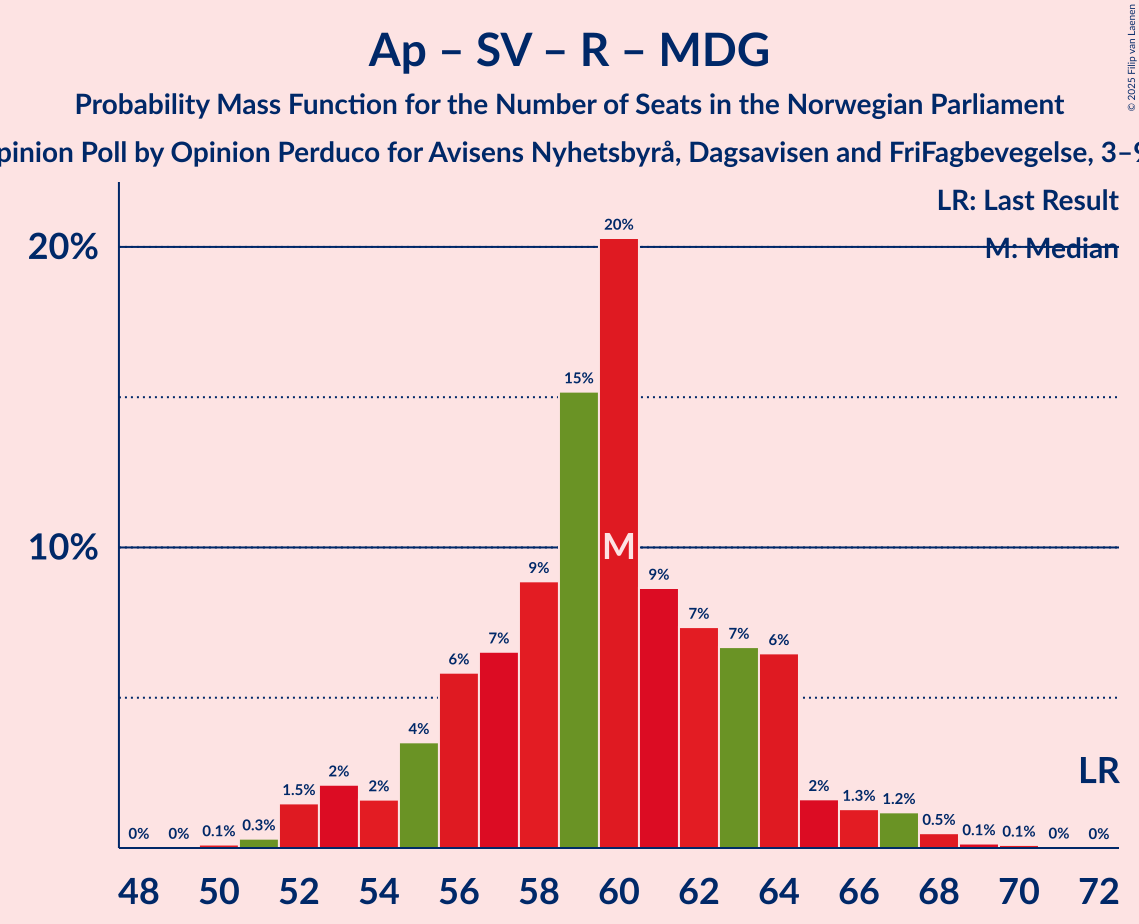 Ap – SV – R – MDG
Probability Mass Function for the Number of Seats in the Norwegian Parliament
pinion Poll by Opinion Perduco for Avisens Nyhetsbyrå, Dagsavisen and FriFagbevegelse, 3–9
© 2025 Filip van Laenen
LR: Last Result
M: Median
20%
10%
0% 0% 0.1% 0.3% 1.5% 2% 2% 4% 6% 7% 9% 15% 20% 9% 7% 7% 6% 2% 1.3% 1.2% 0.5% 0.1% 0.1% 0% 0%
M
LR
48 50 52 54 56 58 60 62 64 66 68 70 72